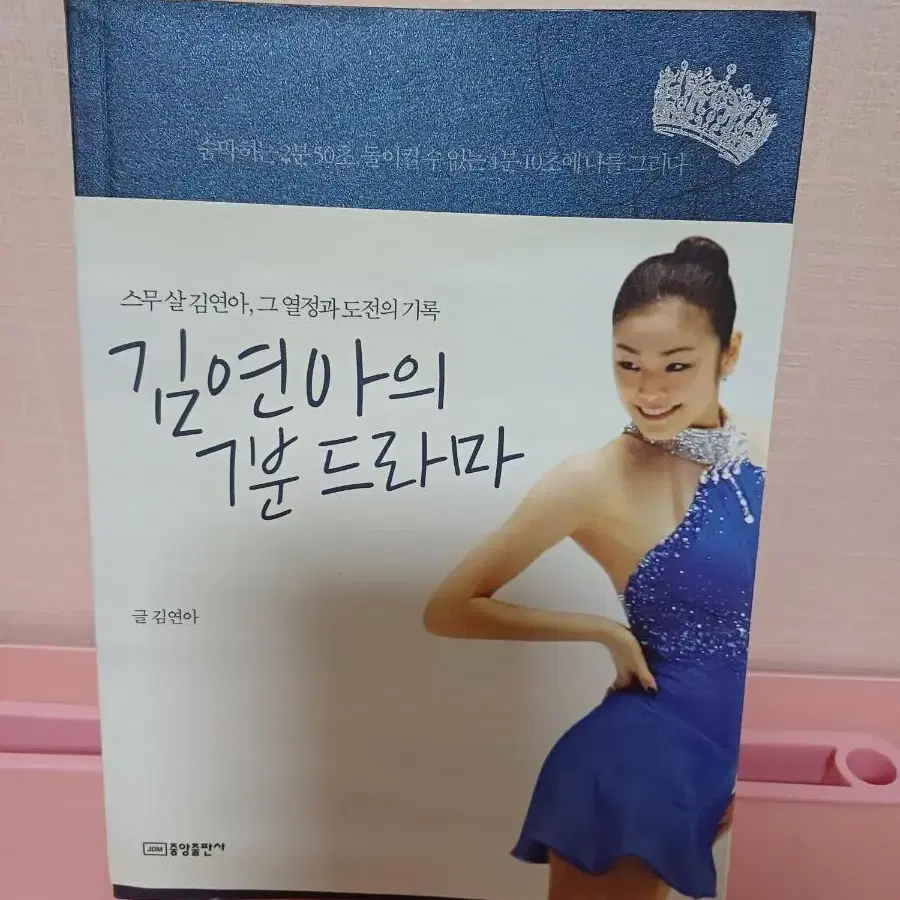 숨막히는 2분 50초, 돌이킬 수 없는 4분 10초에 나를 그리다
스무 살 김연아, 그 열정과 도전의 기록
김연아의
7분 드라마
글 김연아
JDM 중앙출판사